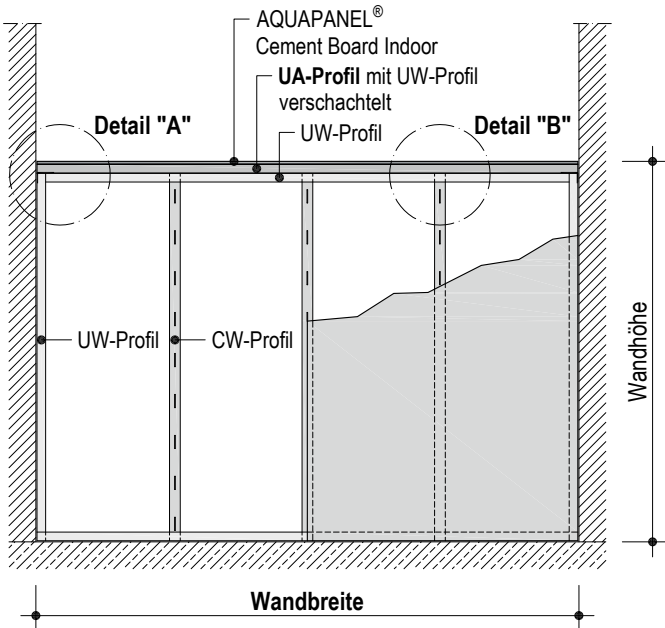 AQUAPANEL®
Cement Board Indoor
UA-Profil mit UW-Profil
verschachtelt
Detail "A"
UW-Profil
Detail "B"
UW-Profil
CW-Profil
Wandhöhe
Wandbreite